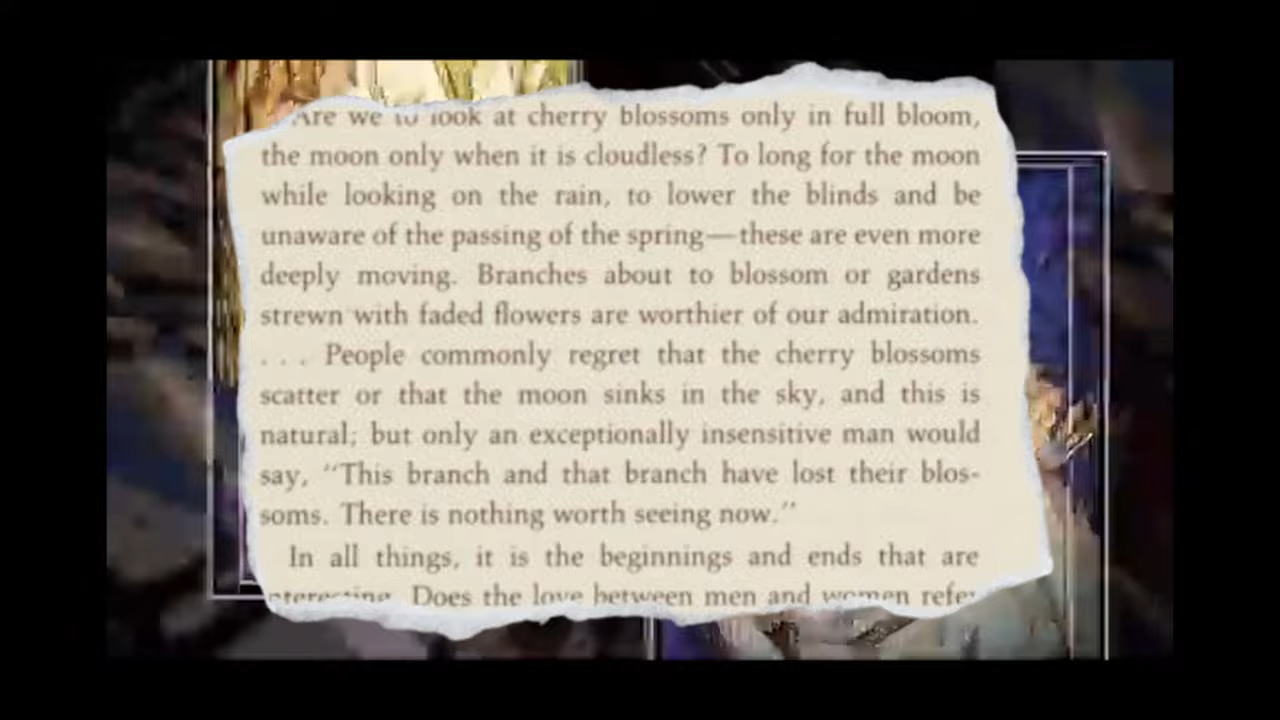 Are we to look at cherry blossoms only in full bloom,
the moon only when it is cloudless? To long for the moon
while looking on the rain, to lower the blinds and be
unaware of the passing of the spring—these are even more
deeply moving. Branches about to blossom or gardens
strewn with faded flowers are worthier of our admiration.
. . . People commonly regret that the cherry blossoms
scatter or that the moon sinks in the sky, and this is
natural; but only an exceptionally insensitive man would
say, “This branch and that branch have lost their blos-
soms. There is nothing worth seeing now.”
In all things, it is the beginnings and ends that are
Does the love between men and women